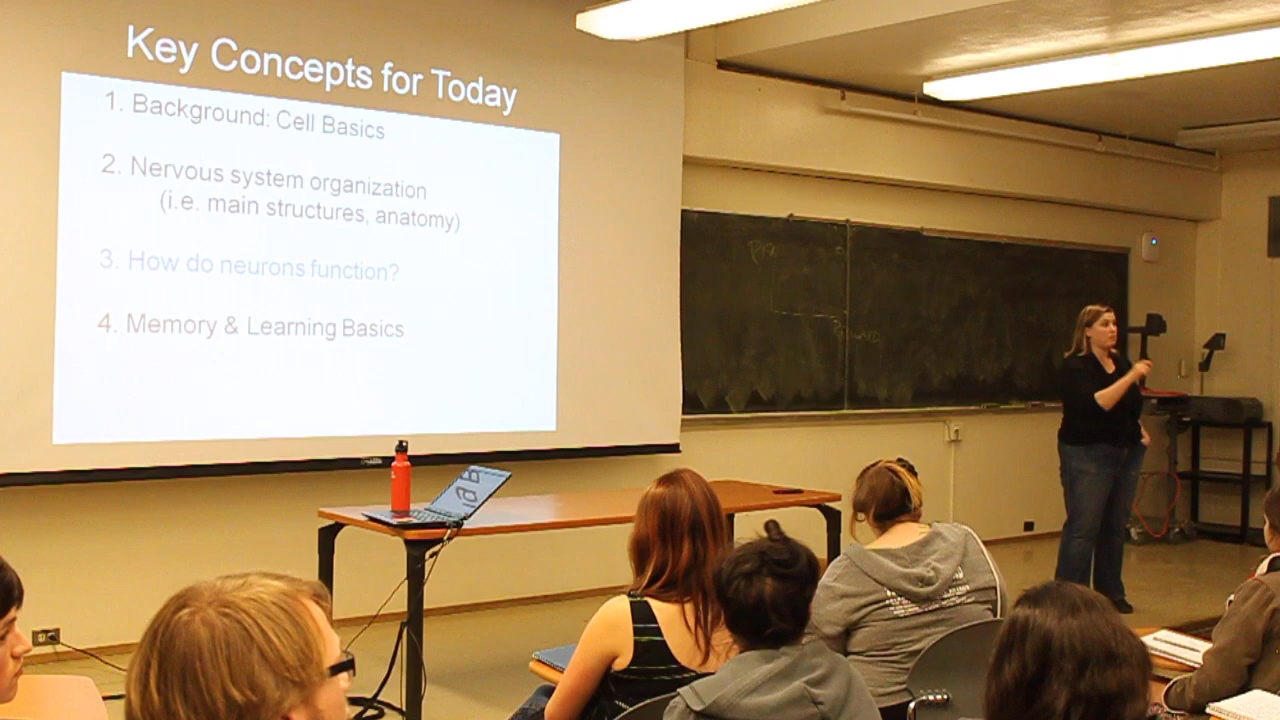 Key Concepts for Today
1. Background: Cell Basics
2. Nervous system organization
(i.e. main structures, anatomy)
3. How do neurons function?
4. Memory & Learning Basics